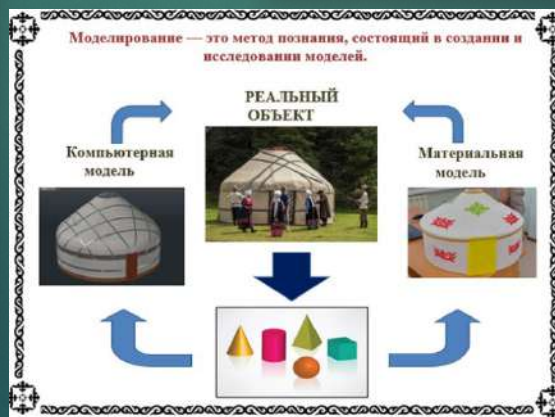 Моделирование — это метод познания, состоящий в создании и
исследовании моделей.
РЕАЛЬНЫЙ
ОБЪЕКТ
Компьютерная
модель
Материальная
модель